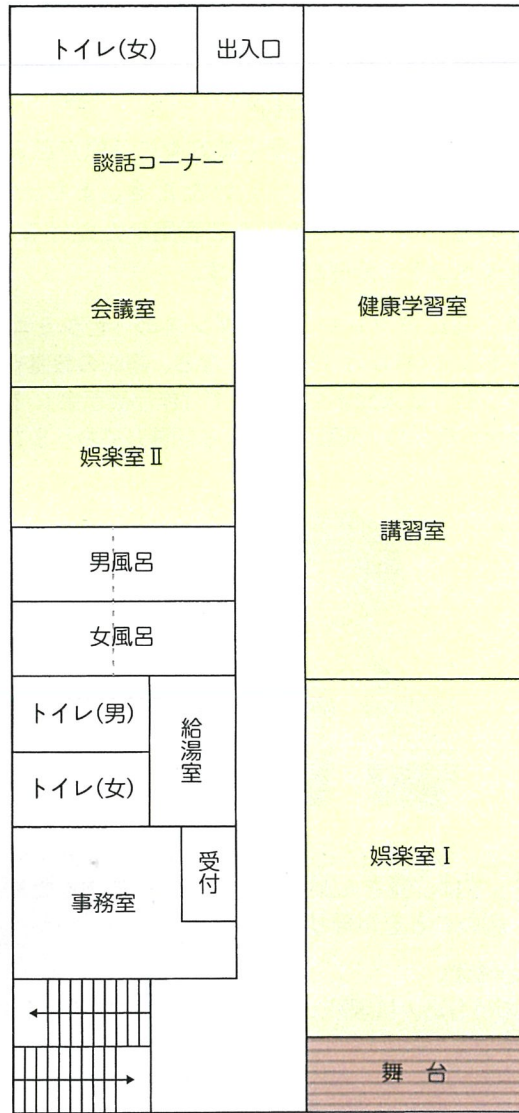 トイレ(女)
出入口
談話コーナー
会議室
健康学習室
娯楽室Ⅱ
講習室
男風呂
女風呂
トイレ(男)
給湯室
トイレ(女)
娯楽室Ⅰ
受付
事務室
舞台